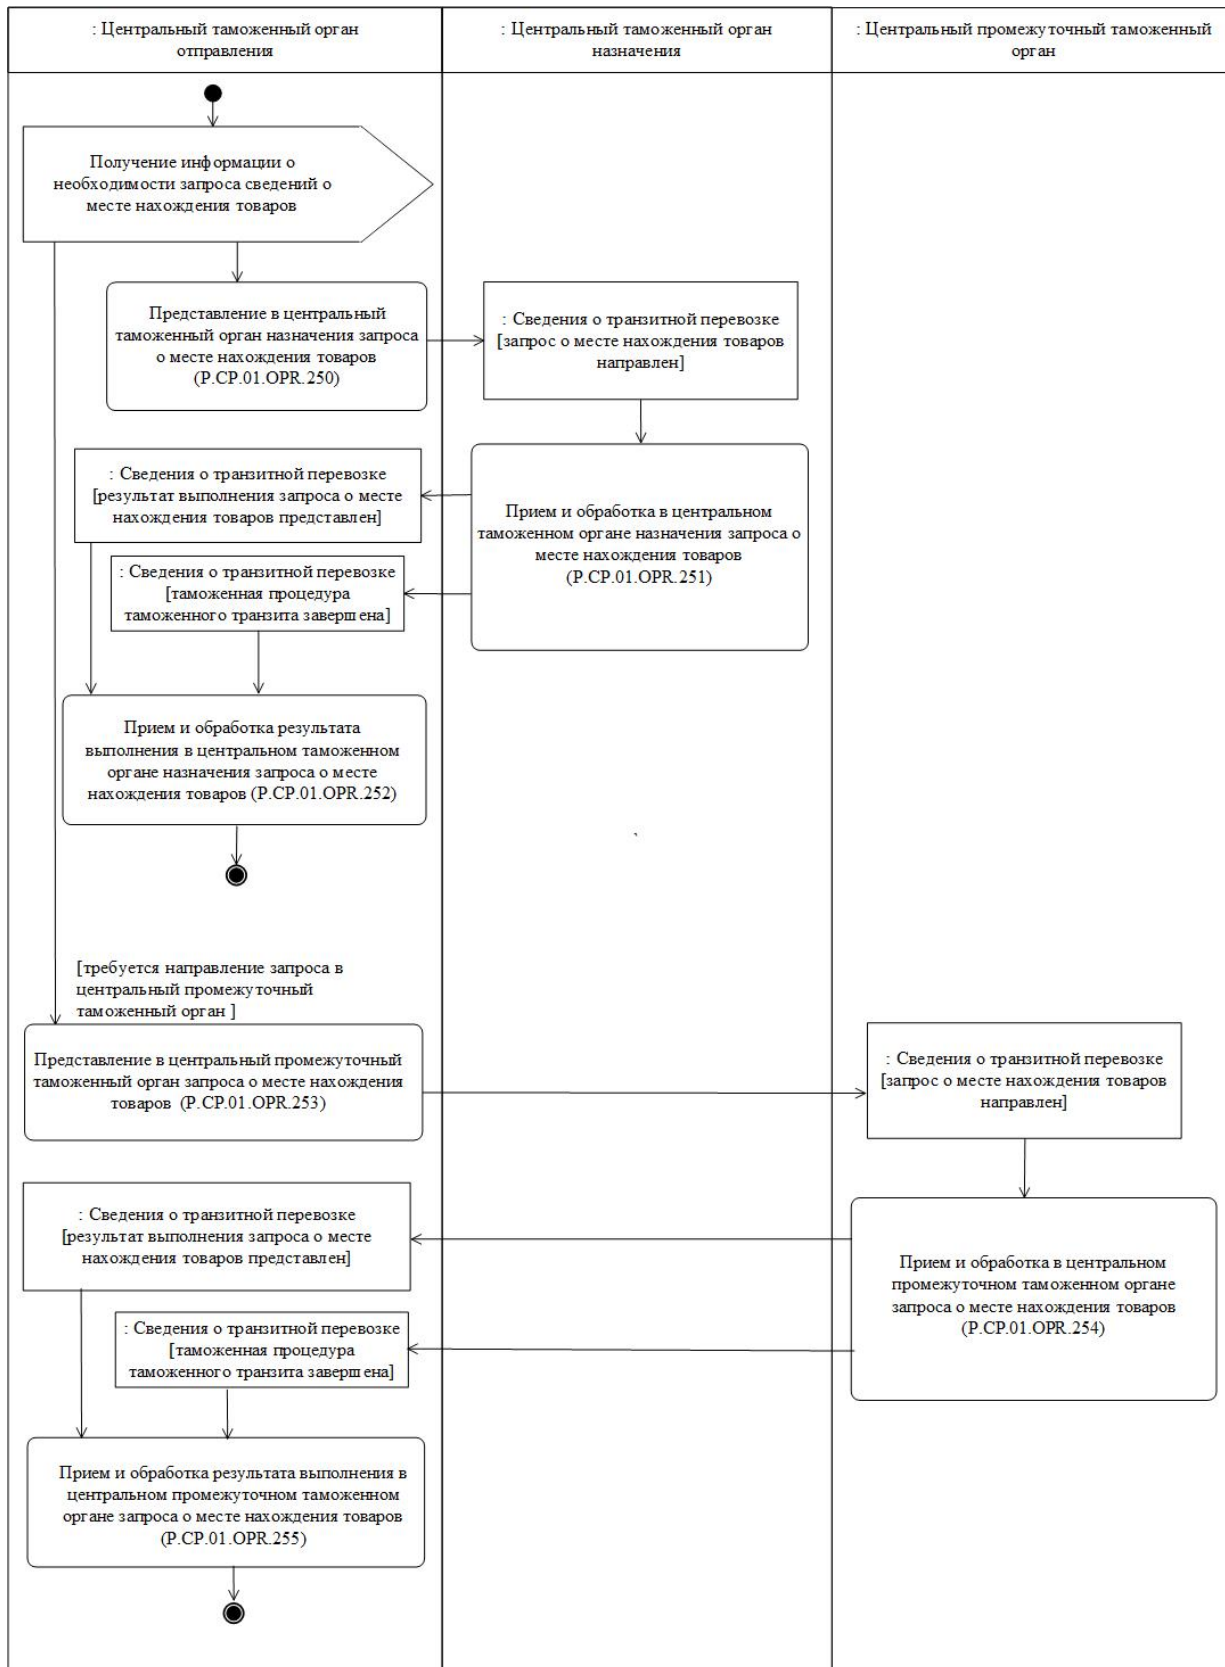 : Центральный таможенный орган
отправления
: Центральный таможенный орган
назначения
: Центральный промежуточный таможенный
орган
Получение информации о
необходимости запроса сведений о
месте нахождения товаров
Представление в центральный
таможенный орган назначения запроса
о месте нахождения товаров
(P.CP.01.OPR.250)
: Сведения о транзитной перевозке
[запрос о месте нахождения товаров
направлен]
: Сведения о транзитной перевозке
[результат выполнения запроса о месте
нахождения товаров представлен]
Прием и обработка в центральном
таможенном органе назначения запроса о
месте нахождения товаров
(P.CP.01.OPR.251)
: Сведения о транзитной перевозке
[таможенная процедура
таможенного транзита завершена]
Прием и обработка результата
выполнения в центральном таможенном
органе назначения запроса о месте
нахождения товаров (P.CP.01.OPR.252)
[требуется направление запроса в
центральный промежуточный
таможенный орган ]
Представление в центральный промежуточный
таможенный орган запроса о месте нахождения
товаров (P.CP.01.OPR.253)
: Сведения о транзитной перевозке
[запрос о месте нахождения товаров
направлен]
: Сведения о транзитной перевозке
[результат выполнения запроса о месте
нахождения товаров представлен]
Прием и обработка в центральном
промежуточном таможенном органе
запроса о месте нахождения товаров
(P.CP.01.OPR.254)
: Сведения о транзитной перевозке
[таможенная процедура
таможенного транзита завершена]
Прием и обработка результата выполнения в
центральном промежуточном таможенном
органе запроса о месте нахождения товаров
(P.CP.01.OPR.255)